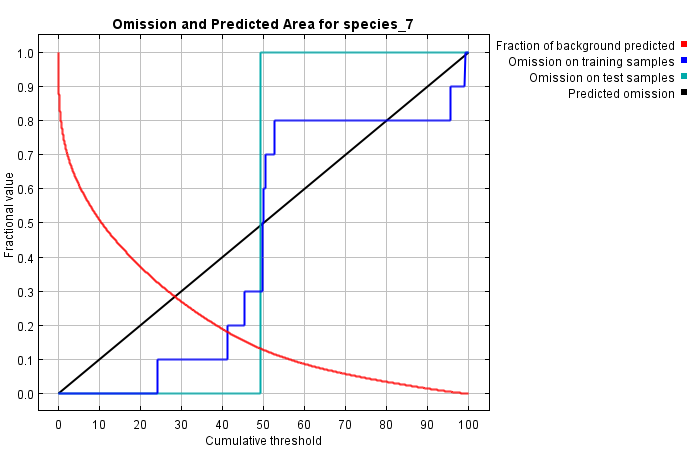 Omission and Predicted Area for species_7
Fraction of background predicted
Omission on training samples
Omission on test samples
Predicted omission
Fractional value
1.0
0.9
0.8
0.7
0.6
0.5
0.4
0.3
0.2
0.1
0.0
0 10 20 30 40 50 60 70 80 90 100
Cumulative threshold